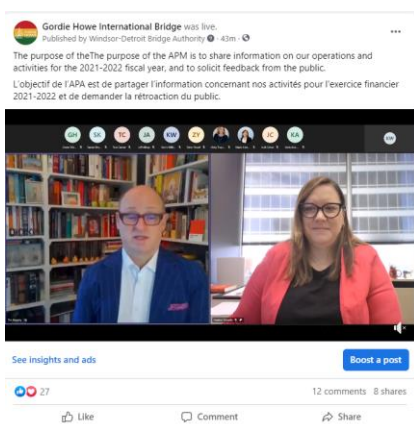 Gordie Howe International Bridge was live.
Published by Windsor-Detroit Bridge Authority · 43m ·
The purpose of theThe purpose of the APM is to share information on our operations and
activities for the 2021-2022 fiscal year, and to solicit feedback from the public.
L'objectif de l'APA est de partager l'information concernant nos activités pour l'exercice financier
2021-2022 et de demander la rétroaction du public.
GH SK TC JA KW ZY JC KA
KW
See insights and ads
Boost a post
27
12 comments 8 shares
Like Comment Share